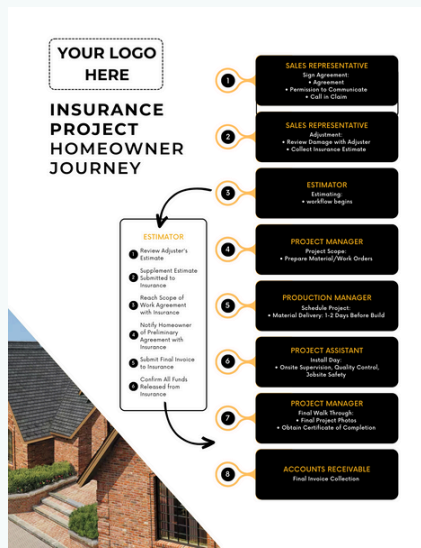 YOUR LOGO
HERE
INSURANCE
PROJECT
HOMEOWNER
JOURNEY
1
SALES REPRESENTATIVE
Sign Agreement:
• Agreement
• Permission to Communicate
• Call in Claim
2
SALES REPRESENTATIVE
Adjustment:
• Review Damage with Adjuster
• Collect Insurance Estimate
3
ESTIMATOR
Estimating:
• workflow begins
ESTIMATOR
1 Review Adjuster's
Estimate
2 Supplement Estimate
Submitted to
Insurance
3 Reach Scope of
Work Agreement
with Insurance
4 Notify Homeowner
of Preliminary
Agreement with
Insurance
5 Submit Final Invoice
to Insurance
6 Confirm All Funds
Released from
Insurance
4
PROJECT MANAGER
Project Scope:
• Prepare Material/Work Orders
5
PRODUCTION MANAGER
Schedule Project:
• Material Delivery: 1-2 Days Before Build
6
PROJECT ASSISTANT
Install Day:
• Onsite Supervision, Quality Control,
Jobsite Safety
7
PROJECT MANAGER
Final Walk Through:
• Final Project Photos
• Obtain Certificate of Completion
8
ACCOUNTS RECEIVABLE
Final Invoice Collection